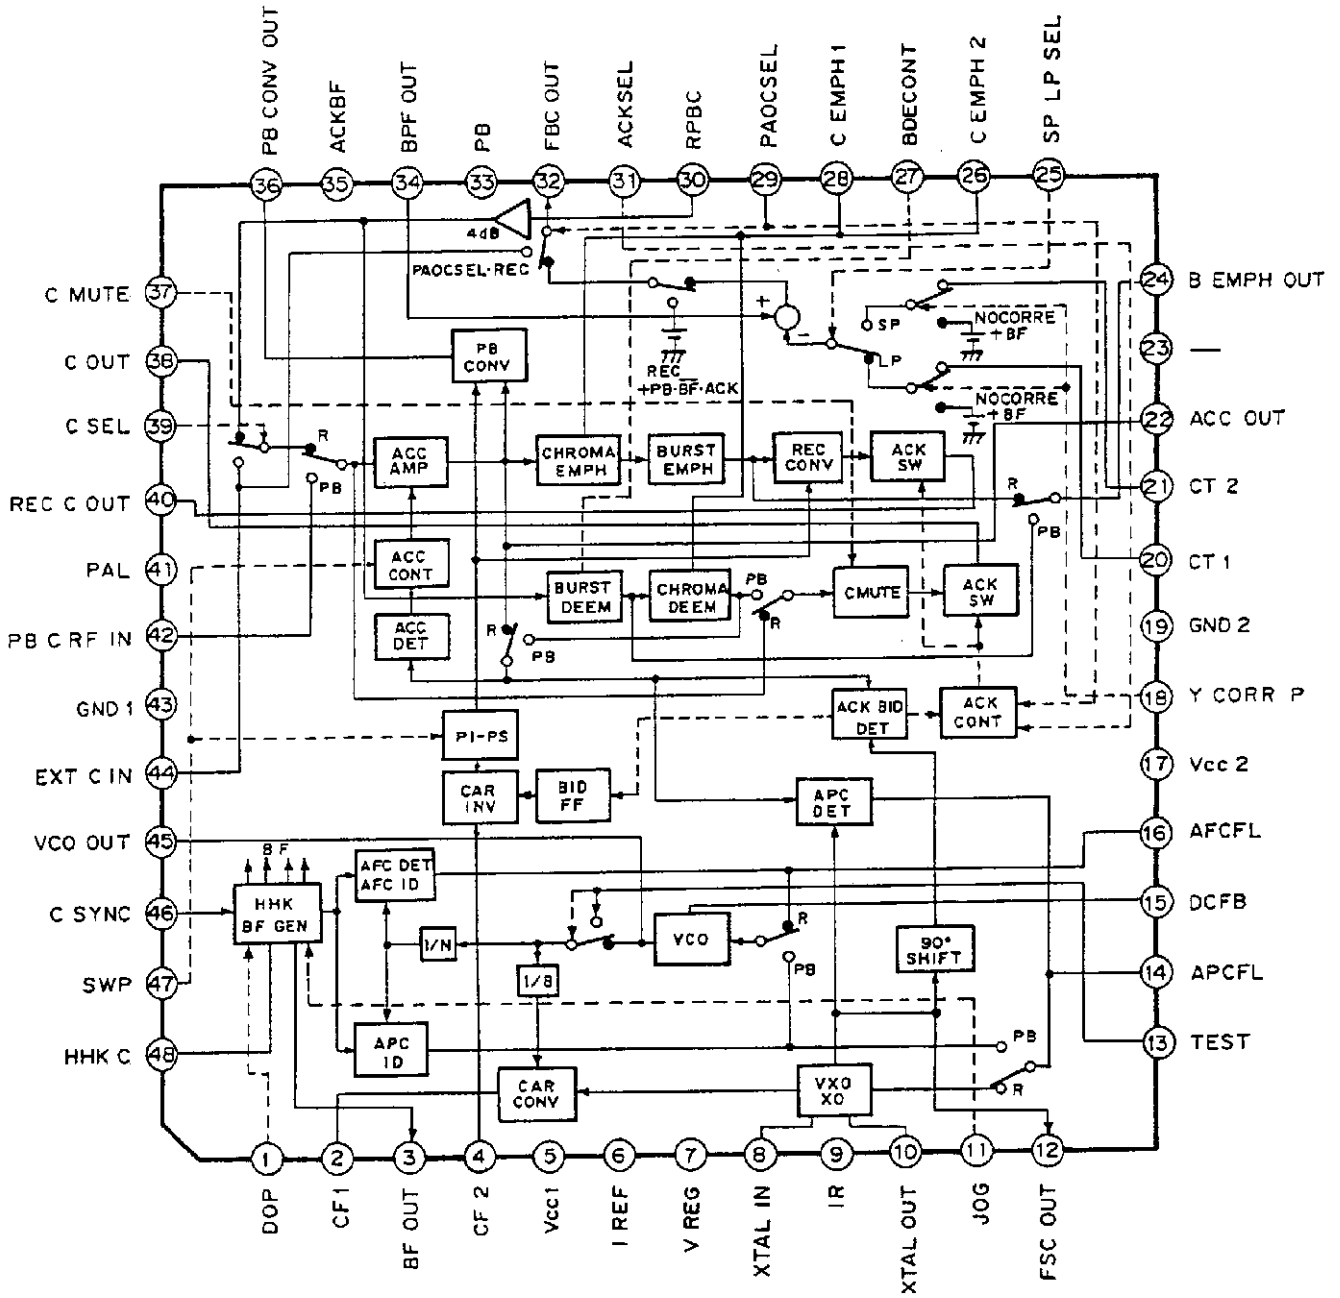 PB CONV OUT
ACKBF
BPF OUT
PB
FBC OUT
ACKSEL
RPBC
PAOCSEL
C EMPH 1
BDECONT
C EMPH 2
SP LP SEL
36
35
34
33
32
31
30
29
28
27
26
25
4dB
PAOCSEL·REC
C MUTE 37
+
24 B EMPH OUT
SP
NOCORRE
+BF
−
C OUT 38
PB
CONV
LP
23 —
REC
+PB·BF·ACK
NOCORRE
+BF
C SEL 39
22 ACC OUT
R
PB
ACC
AMP
CHROMA
EMPH
BURST
EMPH
REC
CONV
ACK
SW
REC C OUT 40
R
PB
21 CT 2
PAL 41
ACC
CONT
20 CT 1
BURST
DEEM
CHROMA
DEEM
PB
R
CMUTE
ACK
SW
PB C RF IN 42
ACC
DET
R
PB
19 GND 2
GND 1 43
ACK BID
DET
ACK
CONT
18 Y CORR P
PI-PS
EXT C IN 44
CAR
INV
BID
FF
APC
DET
17 Vcc 2
VCO OUT 45
16 AFCFL
BF
AFC DET
AFC ID
C SYNC 46
HHK
BF GEN
15 DCFB
1/N
VCO
R
PB
90°
SHIFT
1/8
SWP 47
14 APCFL
HHK C 48
APC
ID
PB
R
13 TEST
CAR
CONV
VXO
XO
1
2
3
4
5
6
7
8
9
10
11
12
DOP
CF 1
BF OUT
CF 2
Vcc 1
I REF
V REG
XTAL IN
IR
XTAL OUT
JOG
FSC OUT